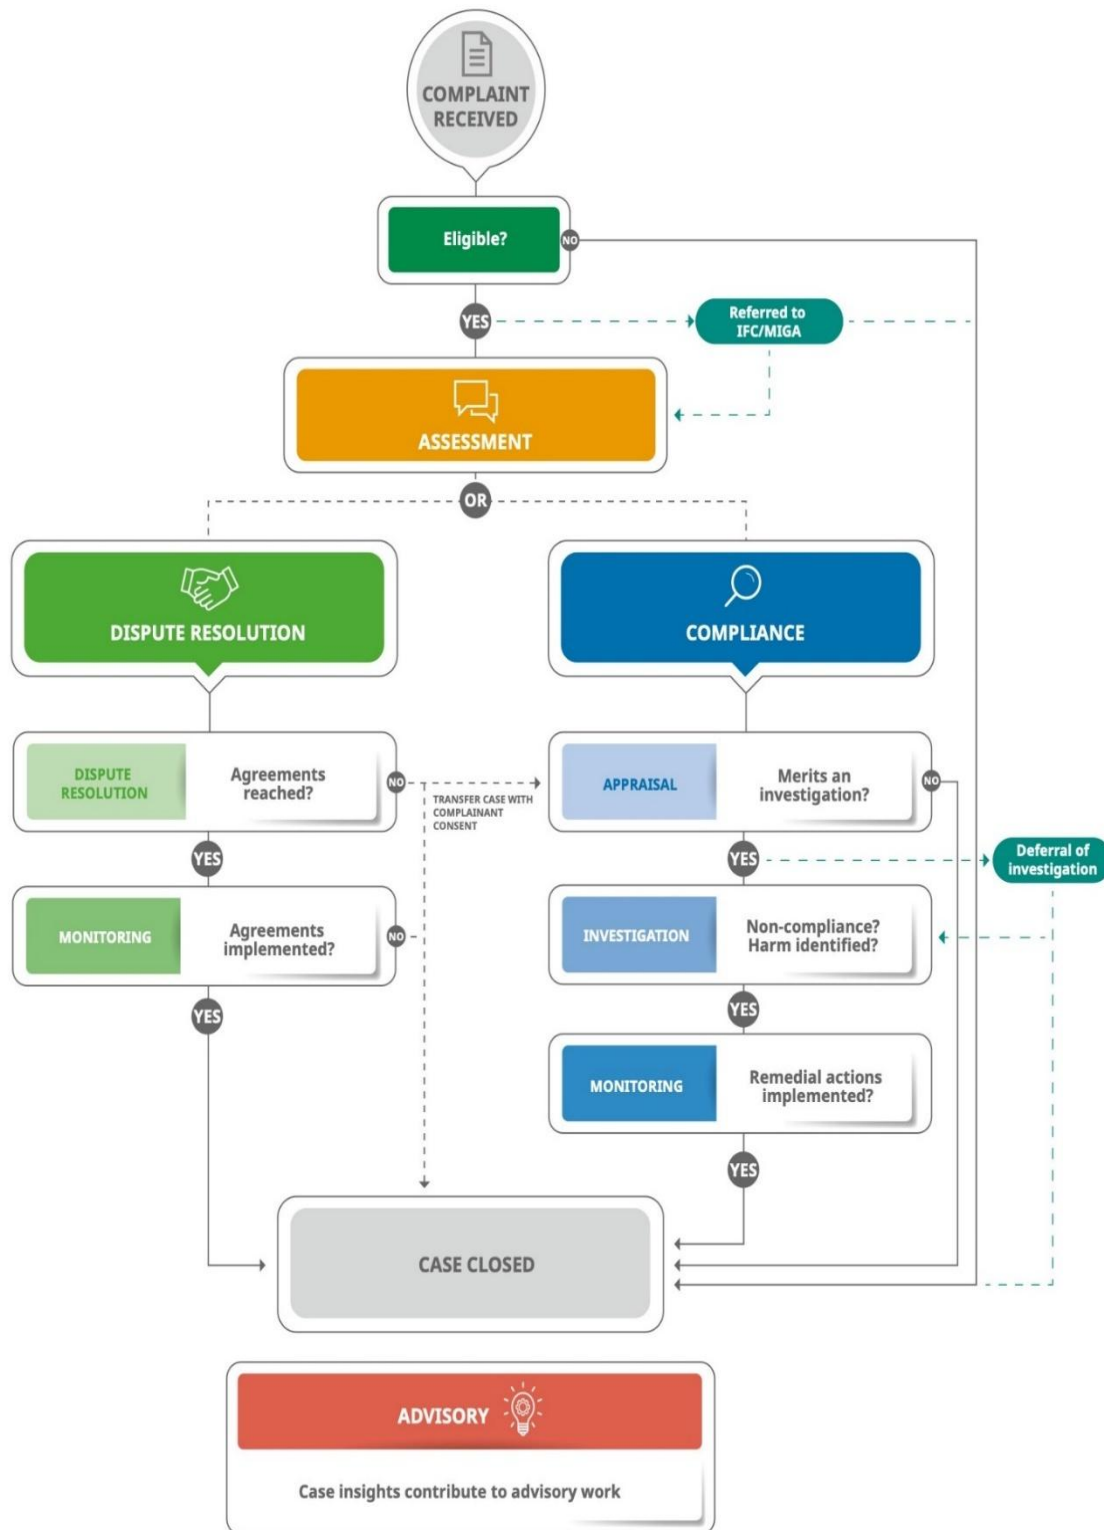 COMPLAINT
RECEIVED
Eligible?
NO
YES
Referred to
IFC/MIGA
ASSESSMENT
OR
DISPUTE RESOLUTION
COMPLIANCE
DISPUTE
RESOLUTION
Agreements
reached?
NO
TRANSFER CASE WITH
COMPLAINANT
CONSENT
APPRAISAL
Merits an
investigation?
NO
YES
YES
Deferral of
investigation
MONITORING
Agreements
implemented?
NO
INVESTIGATION
Non-compliance?
Harm identified?
YES
YES
MONITORING
Remedial actions
implemented?
YES
CASE CLOSED
ADVISORY
Case insights contribute to advisory work